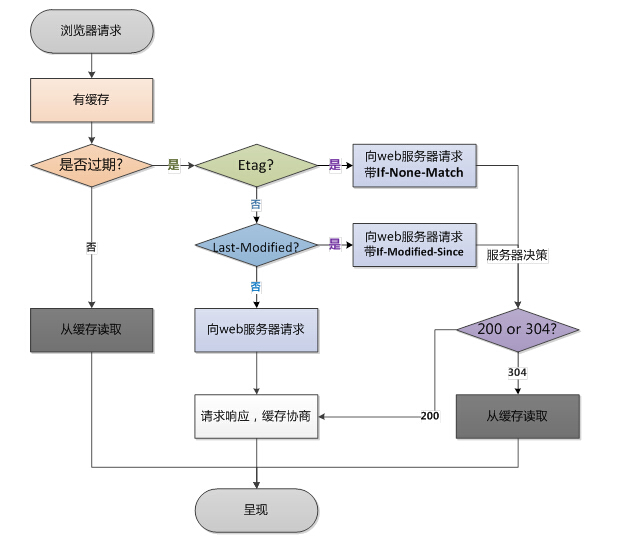 浏览器请求
有缓存
是否过期?
是
Etag?
是
向web服务器请求
带If-None-Match
否
否
Last-Modified?
是
向web服务器请求
带If-Modified-Since
服务器决策
否
从缓存读取
向web服务器请求
200 or 304?
304
请求响应，缓存协商
200
从缓存读取
呈现